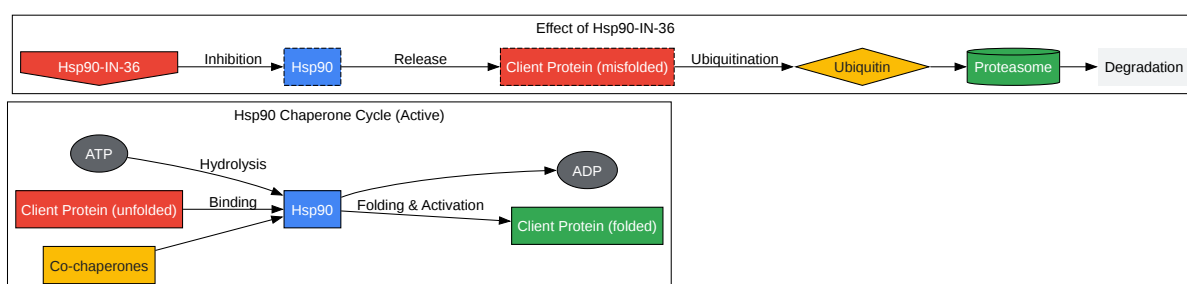 Effect of Hsp90-IN-36
Hsp90-IN-36
Inhibition
Hsp90
Release
Client Protein (misfolded)
Ubiquitination
Ubiquitin
Proteasome
Degradation
Hsp90 Chaperone Cycle (Active)
ATP
Hydrolysis
ADP
Client Protein (unfolded)
Binding
Hsp90
Folding & Activation
Client Protein (folded)
Co-chaperones